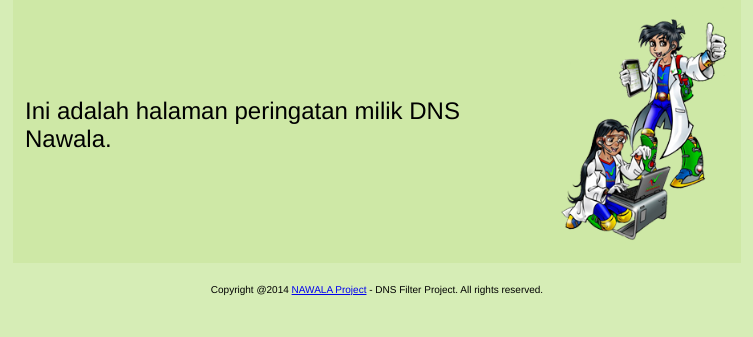 Ini adalah halaman peringatan milik DNS
Nawala.
Copyright @2014 NAWALA Project - DNS Filter Project. All rights reserved.